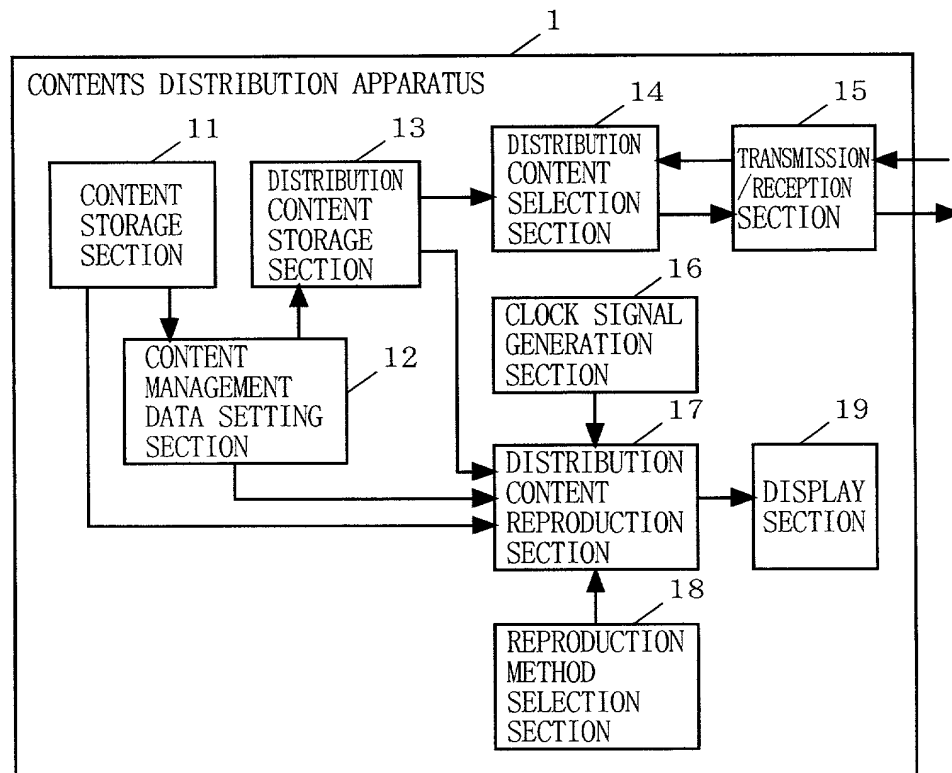 1
CONTENTS DISTRIBUTION APPARATUS
11
CONTENT
STORAGE
SECTION
13
DISTRIBUTION
CONTENT
STORAGE
SECTION
14
DISTRIBUTION
CONTENT
SELECTION
SECTION
15
TRANSMISSION
/RECEPTION
SECTION
12
CONTENT
MANAGEMENT
DATA SETTING
SECTION
16
CLOCK SIGNAL
GENERATION
SECTION
17
DISTRIBUTION
CONTENT
REPRODUCTION
SECTION
19
DISPLAY
SECTION
18
REPRODUCTION
METHOD
SELECTION
SECTION